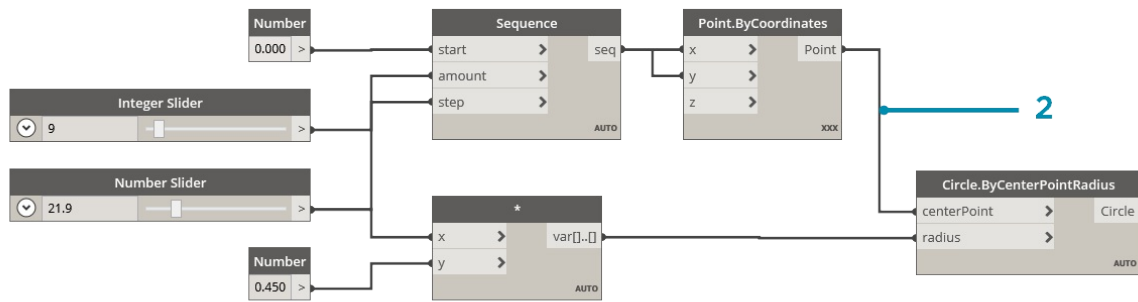 Number
0.000 >
Integer Slider
9 >
Number Slider
21.9 >
Number
0.450 >
Sequence
start > seq
amount >
step >
AUTO
*
x > var[]..[]
y >
AUTO
Point.ByCoordinates
x > Point
y >
z >
XXX
2
Circle.ByCenterPointRadius
centerPoint > Circle
radius >
AUTO